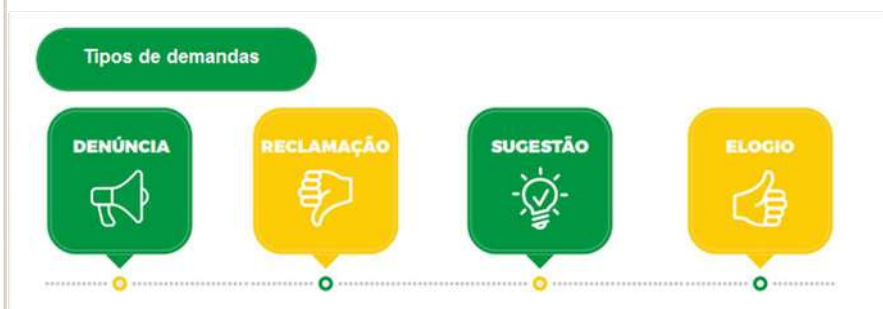 Tipos de demandas
DENÚNCIA
RECLAMAÇÃO
SUGESTÃO
ELOGIO